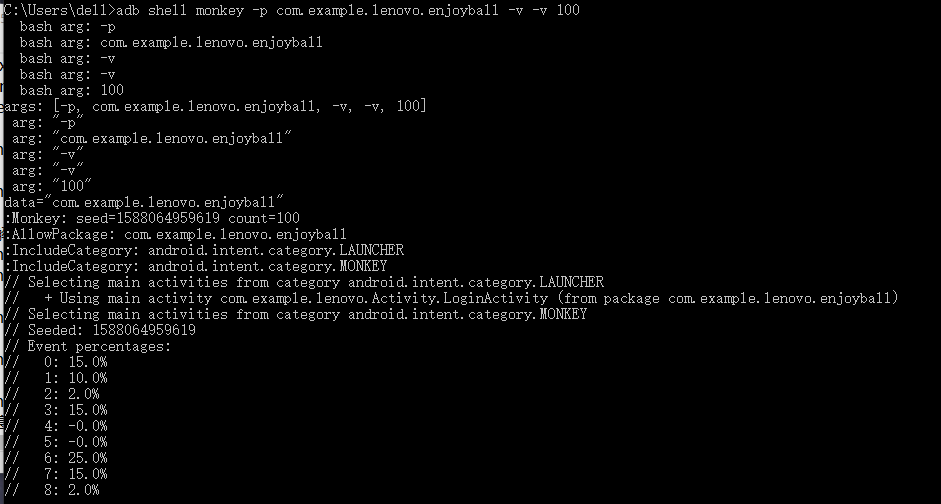 C:\Users\dell>adb shell monkey -p com.example.lenovo.enjoyball -v -v 100
  bash arg: -p
  bash arg: com.example.lenovo.enjoyball
  bash arg: -v
  bash arg: -v
  bash arg: 100
args: [-p, com.example.lenovo.enjoyball, -v, -v, 100]
 arg: "-p"
 arg: "com.example.lenovo.enjoyball"
 arg: "-v"
 arg: "-v"
 arg: "100"
data="com.example.lenovo.enjoyball"
:Monkey: seed=1588064959619 count=100
:AllowPackage: com.example.lenovo.enjoyball
:IncludeCategory: android.intent.category.LAUNCHER
:IncludeCategory: android.intent.category.MONKEY
// Selecting main activities from category android.intent.category.LAUNCHER
//   + Using main activity com.example.lenovo.Activity.LoginActivity (from package com.example.lenovo.enjoyball)
// Selecting main activities from category android.intent.category.MONKEY
// Seeded: 1588064959619
// Event percentages:
//   0: 15.0%
//   1: 10.0%
//   2: 2.0%
//   3: 15.0%
//   4: -0.0%
//   5: -0.0%
//   6: 25.0%
//   7: 15.0%
//   8: 2.0%